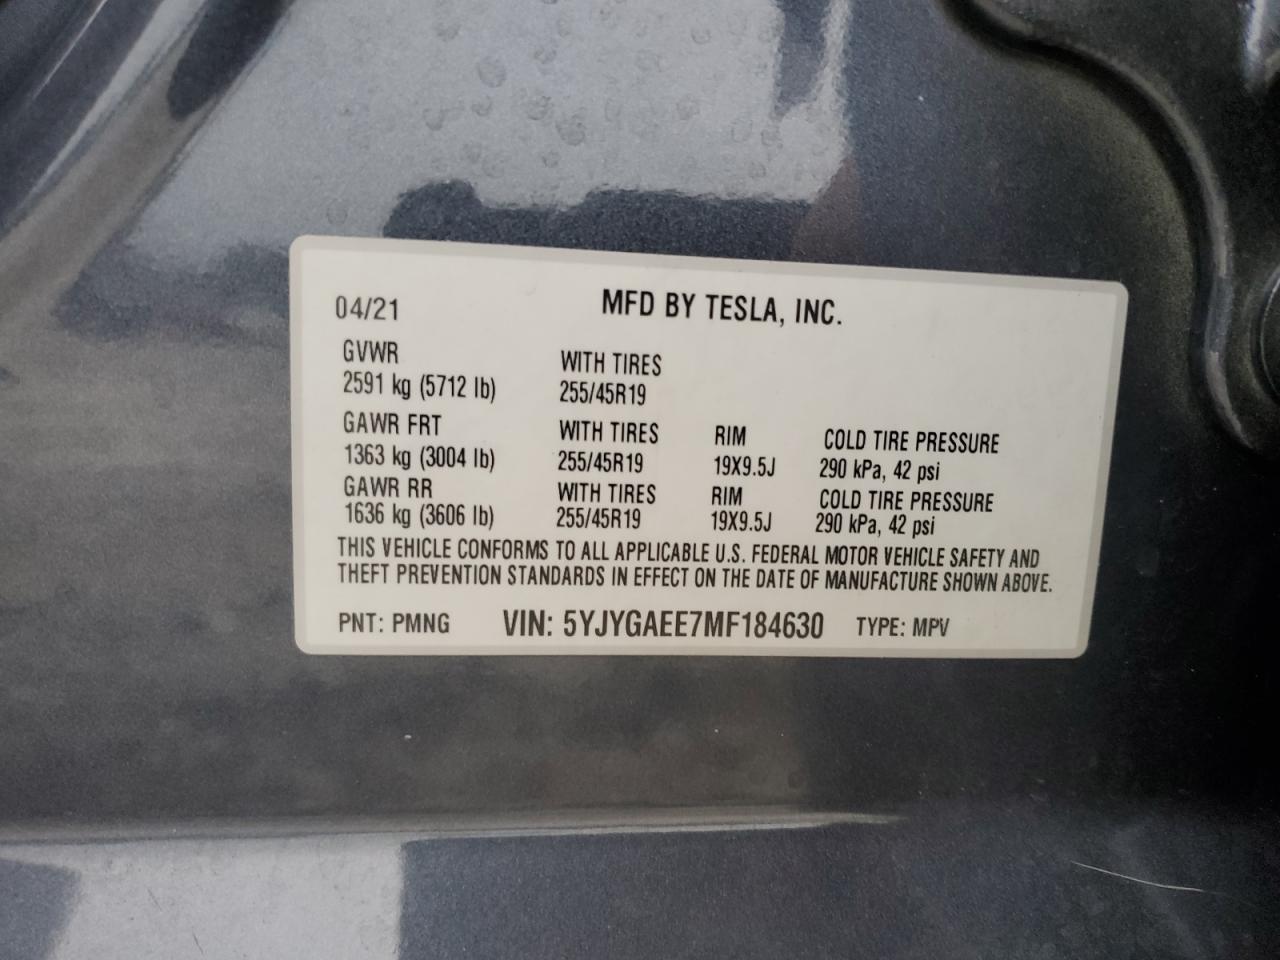 04/21 MFD BY TESLA, INC.
GVWR WITH TIRES
2591 kg (5712 lb) 255/45R19
GAWR FRT WITH TIRES RIM COLD TIRE PRESSURE
1363 kg (3004 lb) 255/45R19 19X9.5J 290 kPa, 42 psi
GAWR RR WITH TIRES RIM COLD TIRE PRESSURE
1636 kg (3606 lb) 255/45R19 19X9.5J 290 kPa, 42 psi
THIS VEHICLE CONFORMS TO ALL APPLICABLE U.S. FEDERAL MOTOR VEHICLE SAFETY AND
THEFT PREVENTION STANDARDS IN EFFECT ON THE DATE OF MANUFACTURE SHOWN ABOVE.
PNT: PMNG VIN: 5YJYGAEE7MF184630 TYPE: MPV